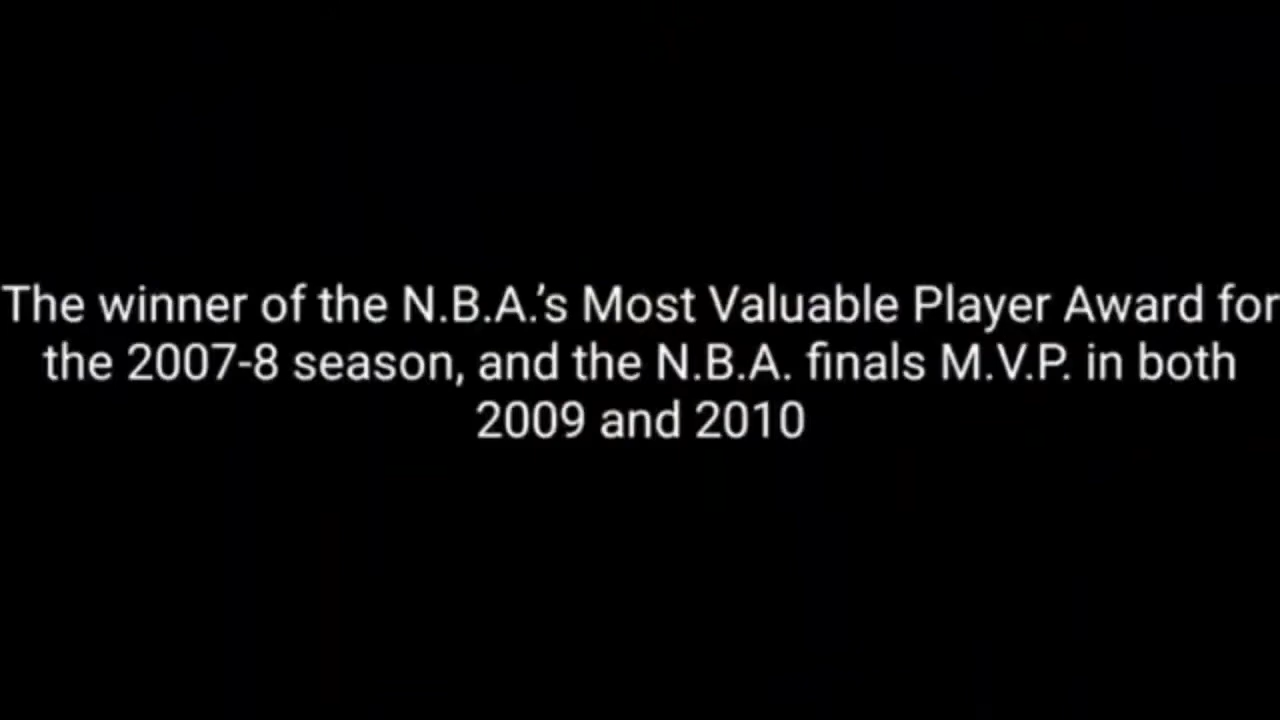 The winner of the N.B.A.’s Most Valuable Player Award for
the 2007-8 season, and the N.B.A. finals M.V.P. in both
2009 and 2010